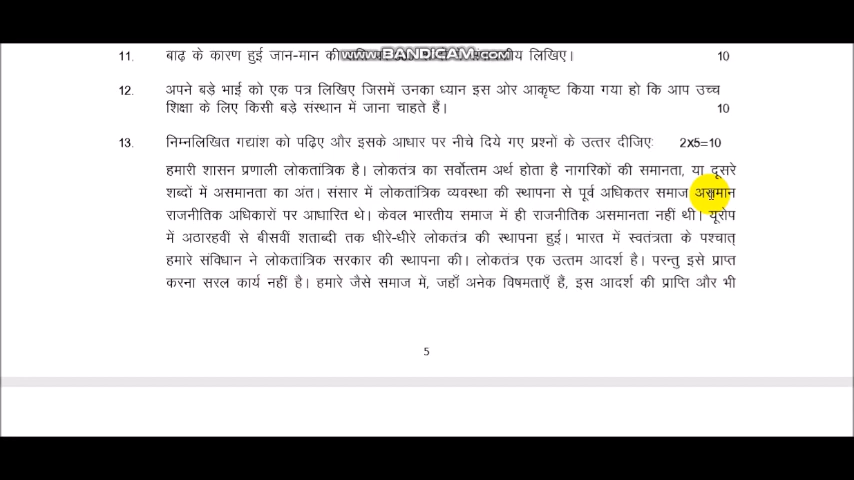 www.BANDICAM.com
11. बाढ़ के कारण हुई जान-मान की लिखिए। 10
12. अपने बड़े भाई को एक पत्र लिखिए जिसमें उनका ध्यान इस ओर आकृष्ट किया गया हो कि आप उच्च
शिक्षा के लिए किसी बड़े संस्थान में जाना चाहते हैं। 10
13. निम्नलिखित गद्यांश को पढ़िए और इसके आधार पर नीचे दिये गए प्रश्नों के उत्तर दीजिएः 2X5=10
हमारी शासन प्रणाली लोकतांत्रिक है। लोकतंत्र का सर्वोत्तम अर्थ होता है नागरिकों की समानता, या दूसरे
शब्दों में असमानता का अंत। संसार में लोकतांत्रिक व्यवस्था की स्थापना से पूर्व अधिकतर समाज असमान
राजनीतिक अधिकारों पर आधारित थे। केवल भारतीय समाज में ही राजनीतिक असमानता नहीं थी। यूरोप
में अठारहवीं से बीसवीं शताब्दी तक धीरे-धीरे लोकतंत्र की स्थापना हुई। भारत में स्वतंत्रता के पश्चात्
हमारे संविधान ने लोकतांत्रिक सरकार की स्थापना की। लोकतंत्र एक उत्तम आदर्श है। परन्तु इसे प्राप्त
करना सरल कार्य नहीं है। हमारे जैसे समाज में, जहाँ अनेक विषमताएँ हैं, इस आदर्श की प्राप्ति और भी
5